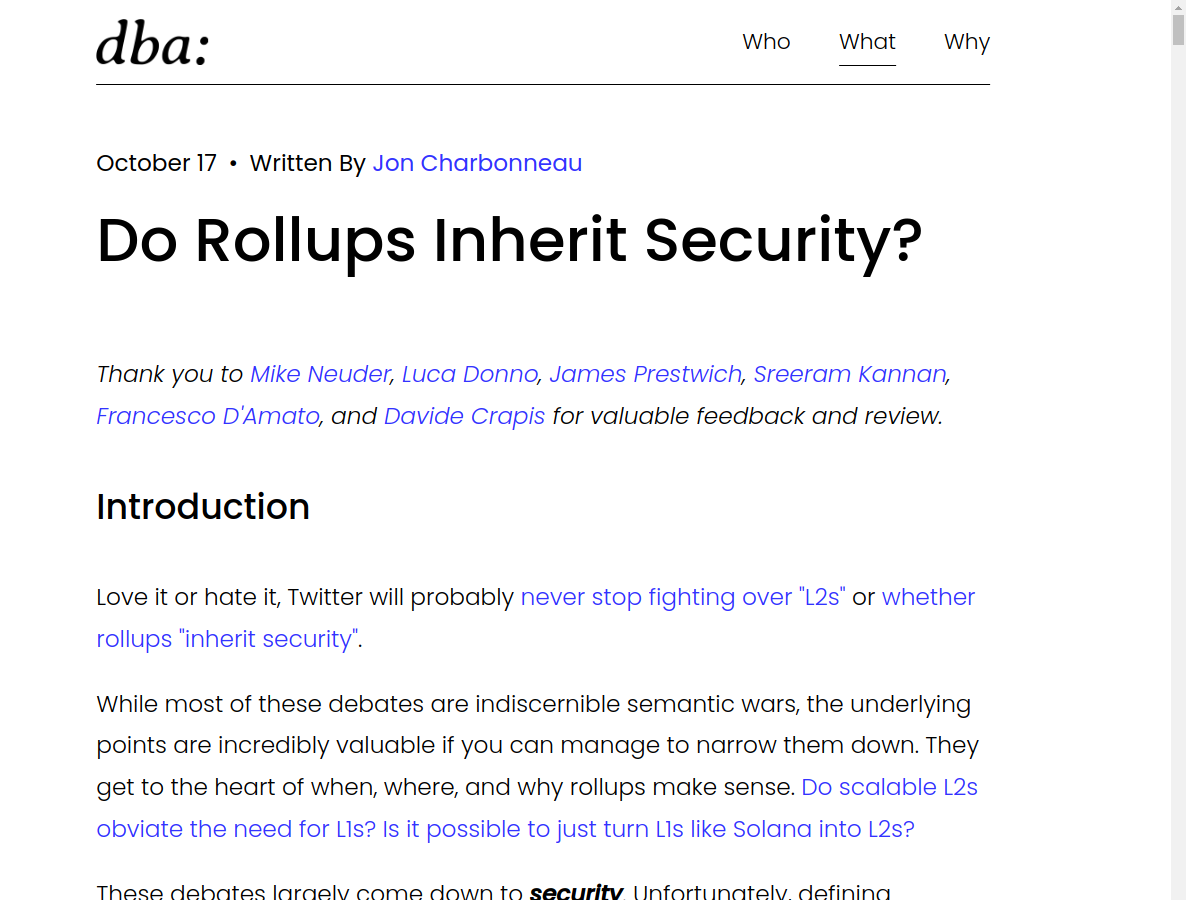 dba:
Who What Why
October 17 • Written By Jon Charbonneau
Do Rollups Inherit Security?
Thank you to Mike Neuder, Luca Donno, James Prestwich, Sreeram Kannan,
Francesco D'Amato, and Davide Crapis for valuable feedback and review.
Introduction
Love it or hate it, Twitter will probably never stop fighting over "L2s" or whether
rollups "inherit security".
While most of these debates are indiscernible semantic wars, the underlying
points are incredibly valuable if you can manage to narrow them down. They
get to the heart of when, where, and why rollups make sense. Do scalable L2s
obviate the need for L1s? Is it possible to just turn L1s like Solana into L2s?
These debates largely come down to security. Unfortunately, defining